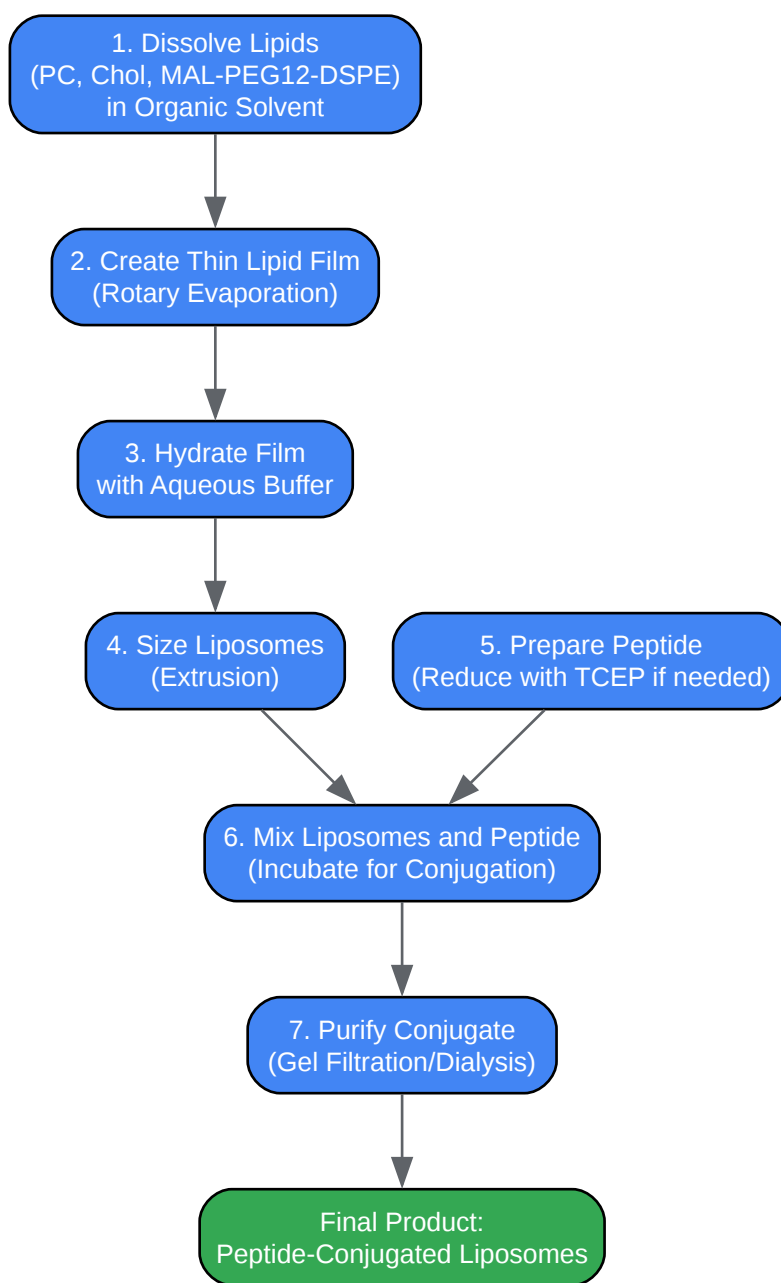 1. Dissolve Lipids
(PC, Chol, MAL-PEG12-DSPE)
in Organic Solvent
2. Create Thin Lipid Film
(Rotary Evaporation)
3. Hydrate Film
with Aqueous Buffer
4. Size Liposomes
(Extrusion)
5. Prepare Peptide
(Reduce with TCEP if needed)
6. Mix Liposomes and Peptide
(Incubate for Conjugation)
7. Purify Conjugate
(Gel Filtration/Dialysis)
Final Product:
Peptide-Conjugated Liposomes